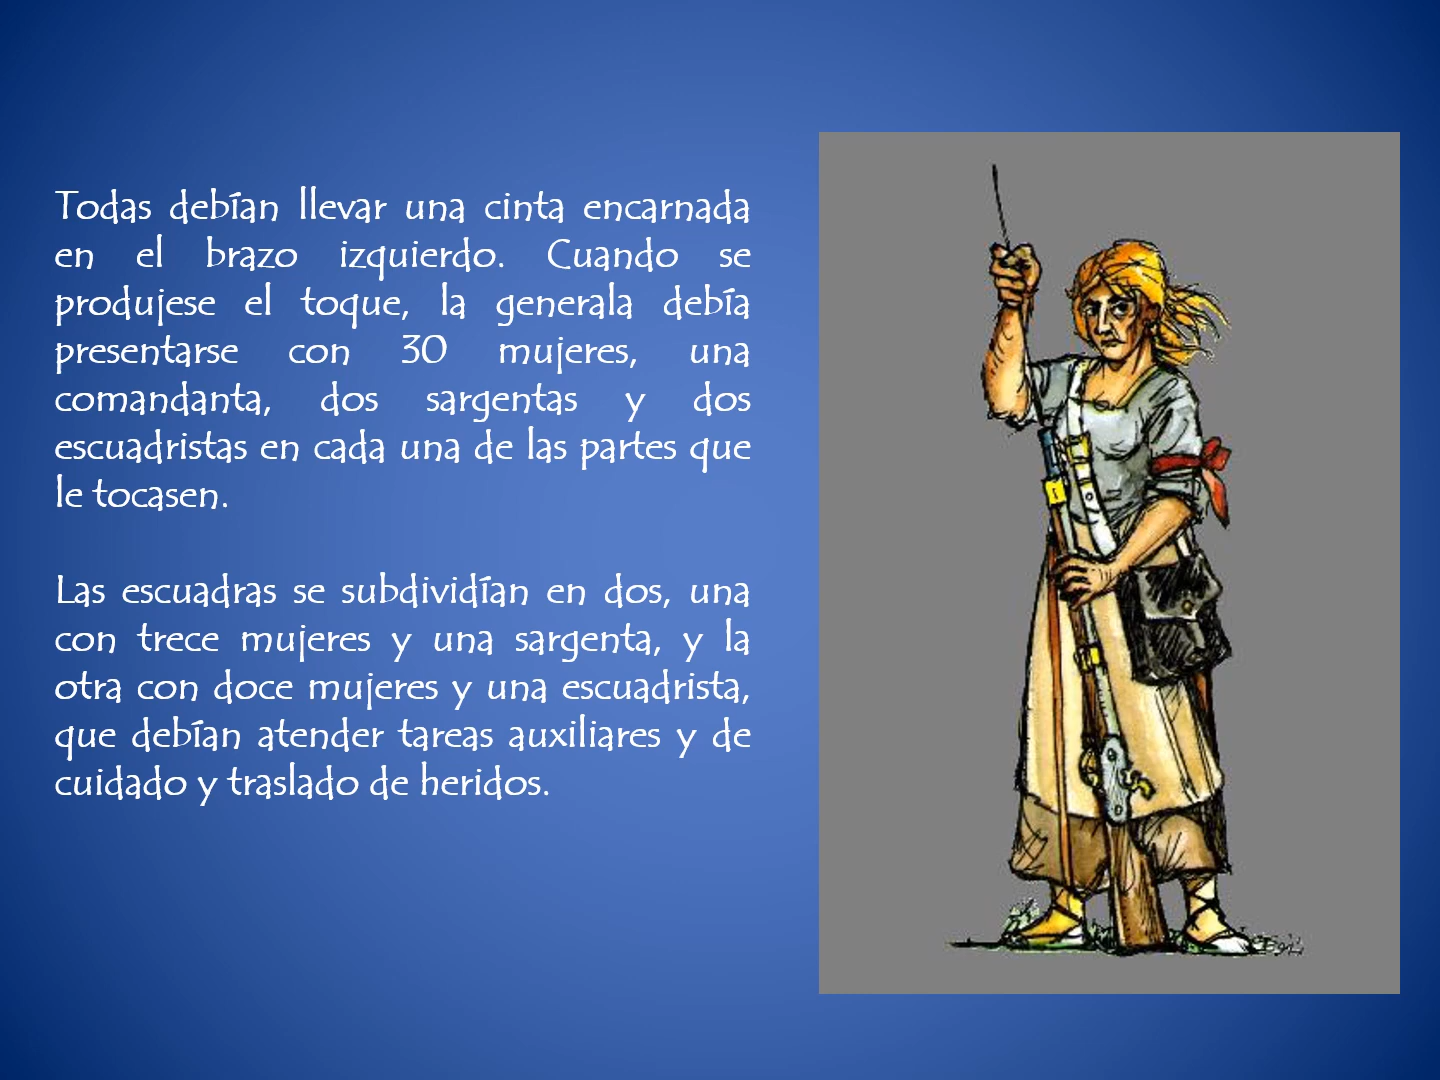 Todas debían llevar una cinta encarnada
en el brazo izquierdo. Cuando se
produjese el toque, la generala debía
presentarse con 30 mujeres, una
comandanta, dos sargentas y dos
escuadristas en cada una de las partes que
le tocasen.
Las escuadras se subdividían en dos, una
con trece mujeres y una sargenta, y la
otra con doce mujeres y una escuadrista,
que debían atender tareas auxiliares y de
cuidado y traslado de heridos.